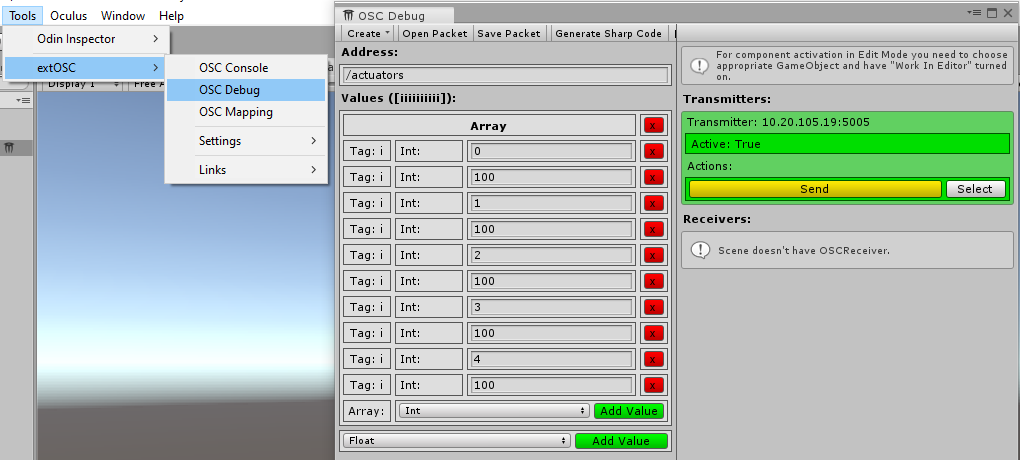 Tools Oculus Window Help
Odin Inspector
extOSC
OSC Console
OSC Debug
OSC Mapping
Settings
Links
Display 1
Free A
OSC Debug
Create Open Packet Save Packet Generate Sharp Code
Address:
/actuators
Values ([iiiiiiiiii]):
Array x
Tag: i Int: 0 x
Tag: i Int: 100 x
Tag: i Int: 1 x
Tag: i Int: 100 x
Tag: i Int: 2 x
Tag: i Int: 100 x
Tag: i Int: 3 x
Tag: i Int: 100 x
Tag: i Int: 4 x
Tag: i Int: 100 x
Array: Int Add Value
Float Add Value
For component activation in Edit Mode you need to choose
appropriate GameObject and have "Work In Editor" turned
on.
Transmitters:
Transmitter: 10.20.105.19:5005
Active: True
Actions:
Send Select
Receivers:
Scene doesn't have OSCReceiver.